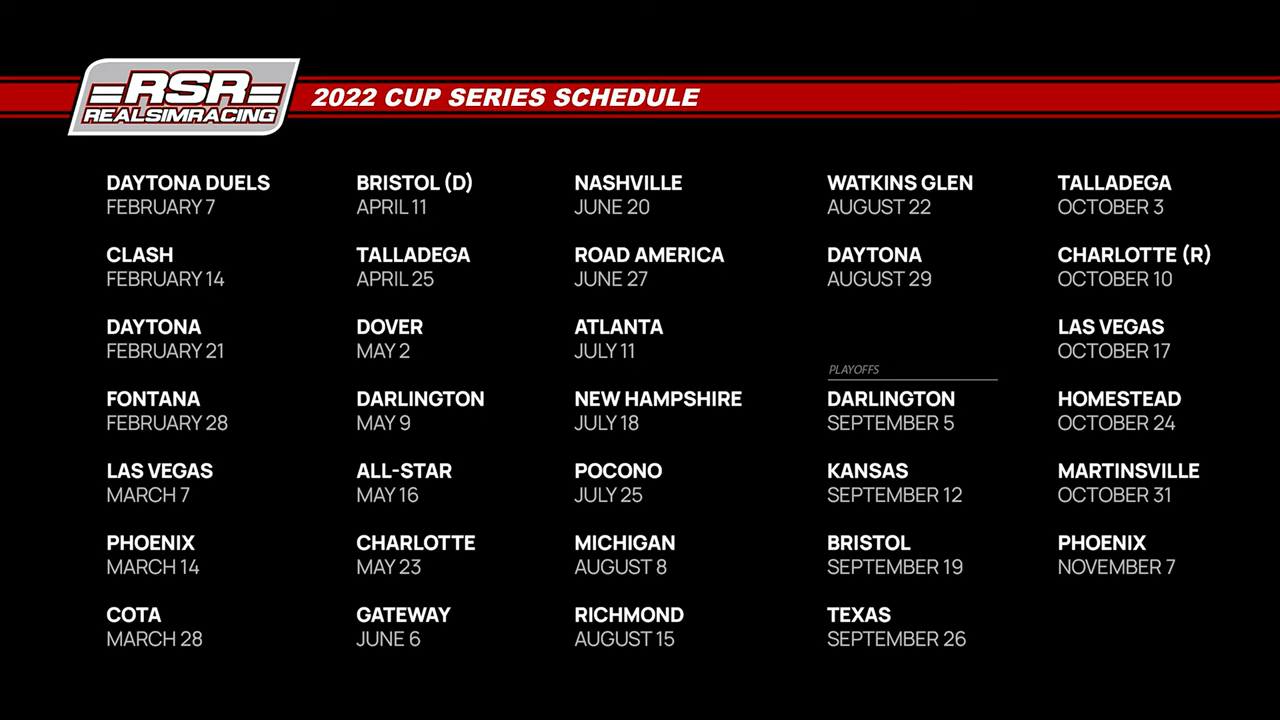 RSR
REALSIMRACING
2022 CUP SERIES SCHEDULE
DAYTONA DUELS
FEBRUARY 7
CLASH
FEBRUARY 14
DAYTONA
FEBRUARY 21
FONTANA
FEBRUARY 28
LAS VEGAS
MARCH 7
PHOENIX
MARCH 14
COTA
MARCH 28
BRISTOL (D)
APRIL 11
TALLADEGA
APRIL 25
DOVER
MAY 2
DARLINGTON
MAY 9
ALL-STAR
MAY 16
CHARLOTTE
MAY 23
GATEWAY
JUNE 6
NASHVILLE
JUNE 20
ROAD AMERICA
JUNE 27
ATLANTA
JULY 11
NEW HAMPSHIRE
JULY 18
POCONO
JULY 25
MICHIGAN
AUGUST 8
RICHMOND
AUGUST 15
WATKINS GLEN
AUGUST 22
DAYTONA
AUGUST 29
PLAYOFFS
DARLINGTON
SEPTEMBER 5
KANSAS
SEPTEMBER 12
BRISTOL
SEPTEMBER 19
TEXAS
SEPTEMBER 26
TALLADEGA
OCTOBER 3
CHARLOTTE (R)
OCTOBER 10
LAS VEGAS
OCTOBER 17
HOMESTEAD
OCTOBER 24
MARTINSVILLE
OCTOBER 31
PHOENIX
NOVEMBER 7